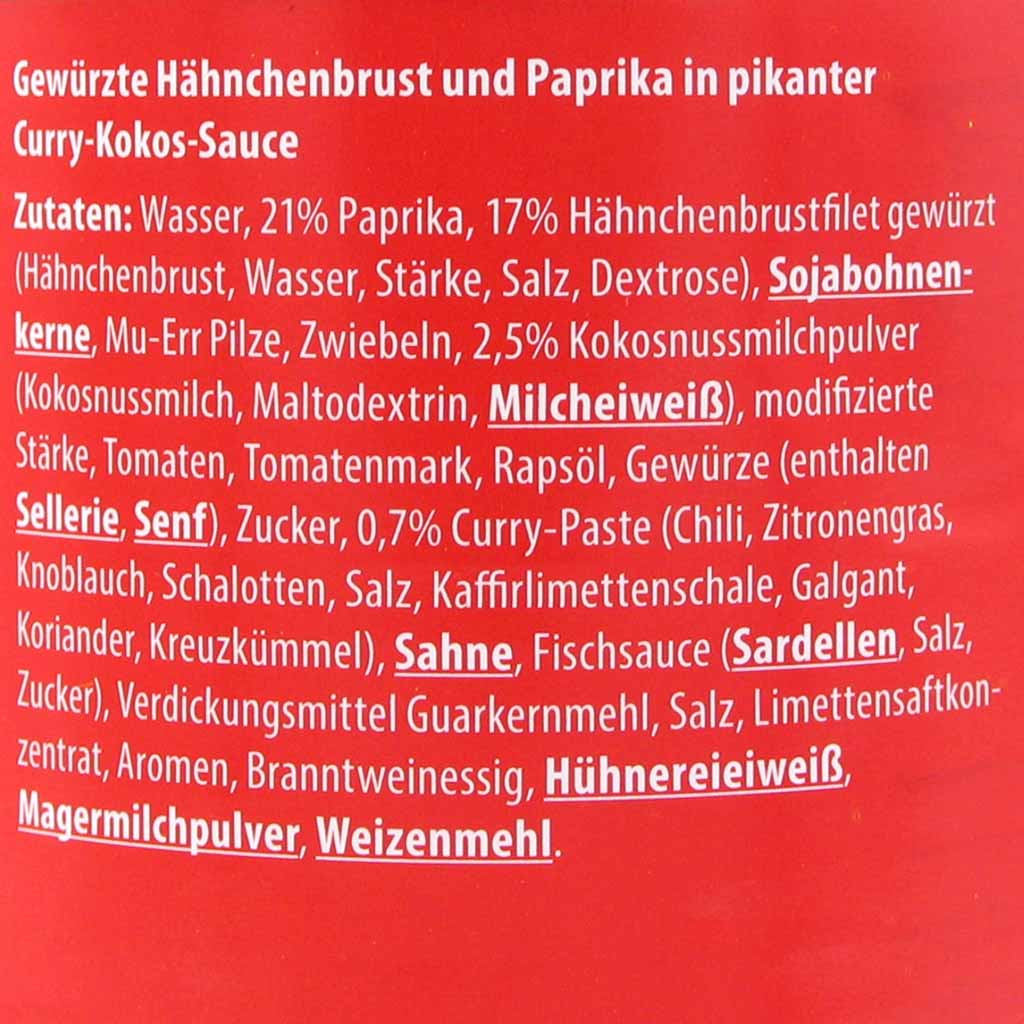 Gewürzte Hähnchenbrust und Paprika in pikanter
Curry-Kokos-Sauce
Zutaten: Wasser, 21% Paprika, 17% Hähnchenbrustfilet gewürzt
(Hähnchenbrust, Wasser, Stärke, Salz, Dextrose), Sojabohnen-
kerne, Mu-Err Pilze, Zwiebeln, 2,5% Kokosnussmilchpulver
(Kokosnussmilch, Maltodextrin, Milcheiweiß), modifizierte
Stärke, Tomaten, Tomatenmark, Rapsöl, Gewürze (enthalten
Sellerie, Senf), Zucker, 0,7% Curry-Paste (Chili, Zitronengras,
Knoblauch, Schalotten, Salz, Kaffirlimettenschale, Galgant,
Koriander, Kreuzkümmel), Sahne, Fischsauce (Sardellen, Salz,
Zucker), Verdickungsmittel Guarkernmehl, Salz, Limettensaftkon-
zentrat, Aromen, Branntweinessig, Hühnereieiweiß,
Magermilchpulver, Weizenmehl.